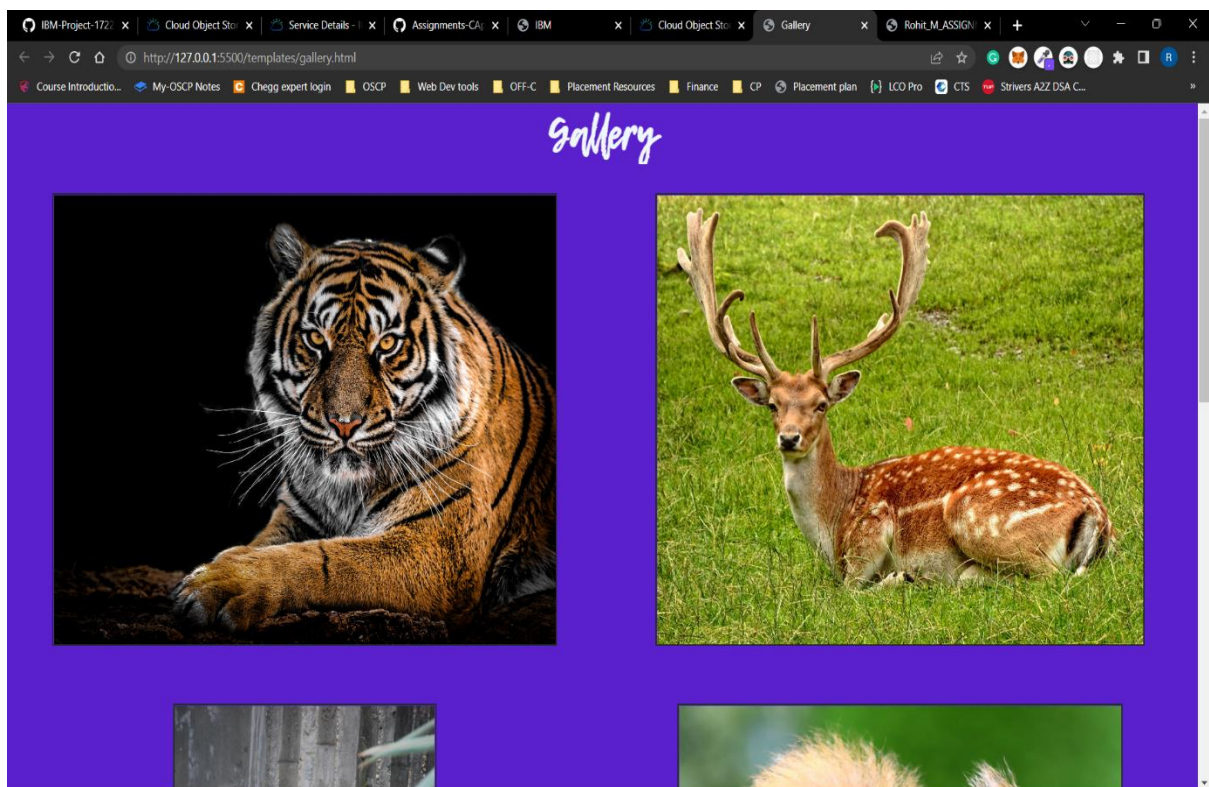 IBM-Project-1722 Cloud Object Sto Service Details - Assignments-CA IBM Cloud Object Sto Gallery Rohit_M_ASSIGN
http://127.0.0.1:5500/templates/gallery.html R
Course Introductio... My-OSCP Notes C Chegg expert login OSCP Web Dev tools OFF-C Placement Resources Finance CP Placement plan LCO Pro CTS TUF Strivers A2Z DSA C... »
Gallery